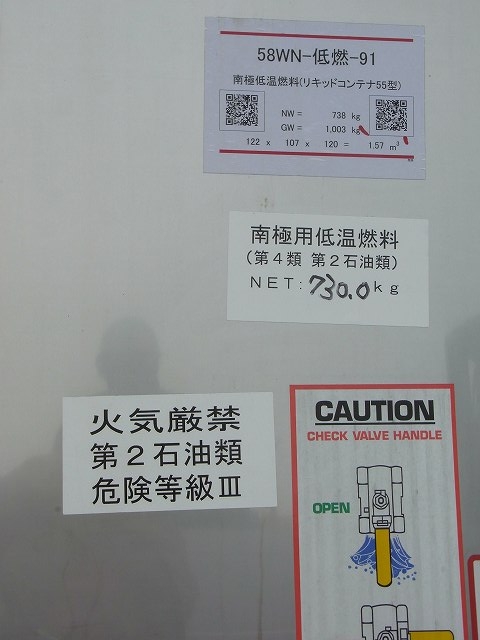 58WN-低燃-91
南極低温燃料(リキッドコンテナ55型)
NW = 738 kg
GW = 1,003 kg
122 x 107 x 120 = 1.57 m³
南極用低温燃料
(第4類 第2石油類)
NET:730.0kg
火気厳禁
第2石油類
危険等級Ⅲ
CAUTION
CHECK VALVE HANDLE
OPEN